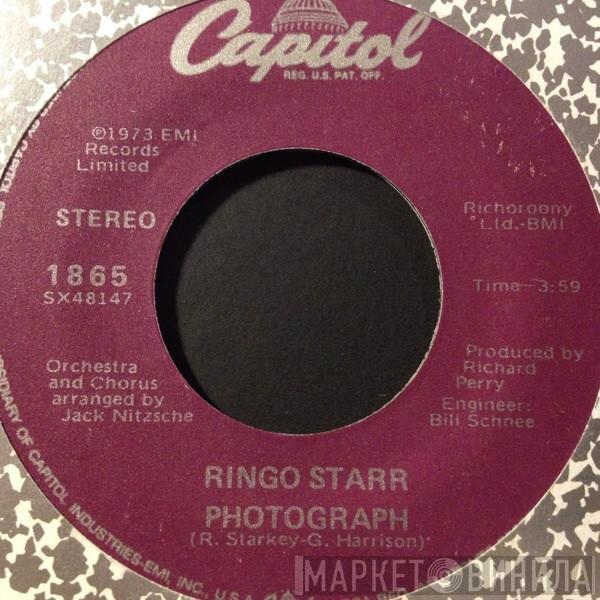 Capitol
REG. U.S. PAT. OFF.
℗1973 EMI
Records
Limited
STEREO
1865
SX48147
Orchestra
and Chorus
arranged by
Jack Nitzsche
Richoroony
Ltd.-BMI
Time-3:59
Produced by
Richard
Perry
Engineer:
Bill Schnee
RINGO STARR
PHOTOGRAPH
(R. Starkey-G. Harrison)
SIDIARY OF CAPITOL INDUSTRIES-EMI, INC., U.S.A.
МАРКЕТ ВИНИЛА